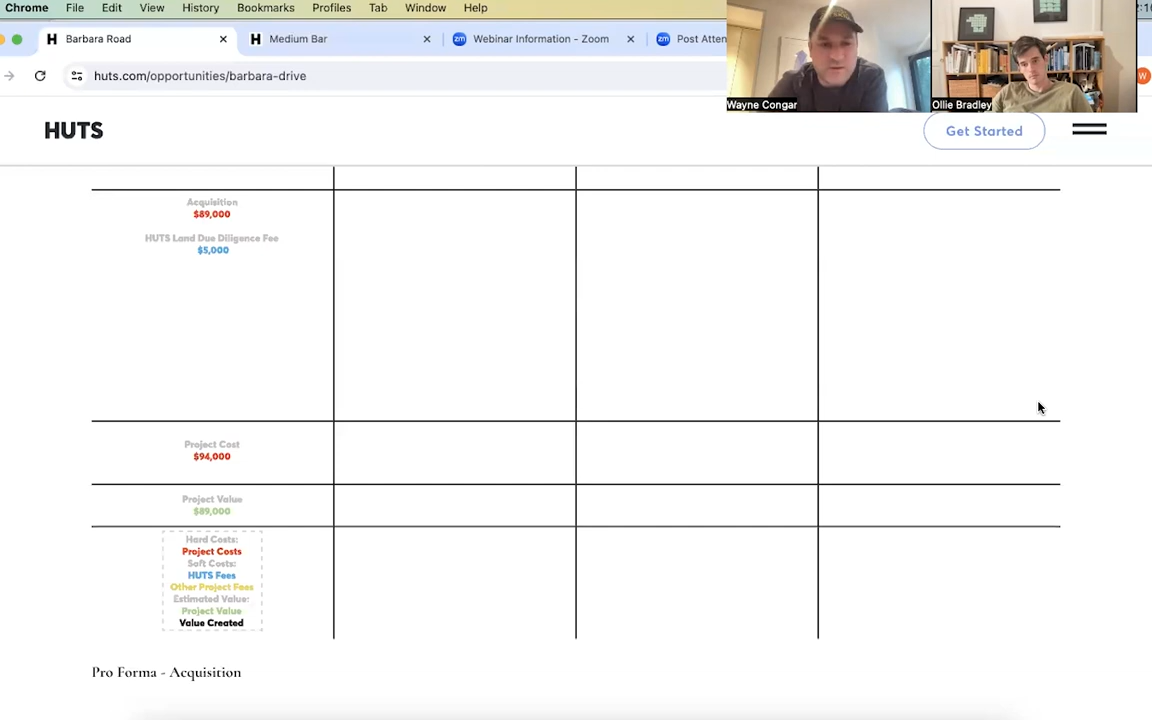 Chrome File Edit View History Bookmarks Profiles Tab Window Help
H Barbara Road
H Medium Bar
zm Webinar Information - Zoom
zm Post Atten
huts.com/opportunities/barbara-drive
W
Wayne Congar
Ollie Bradley
HUTS
Get Started
Acquisition
$89,000
HUTS Land Due Diligence Fee
$5,000
Project Cost
$94,000
Project Value
$89,000
Hard Costs:
Project Costs
Soft Costs:
HUTS Fees
Other Project Fees
Estimated Value:
Project Value
Value Created
Pro Forma - Acquisition